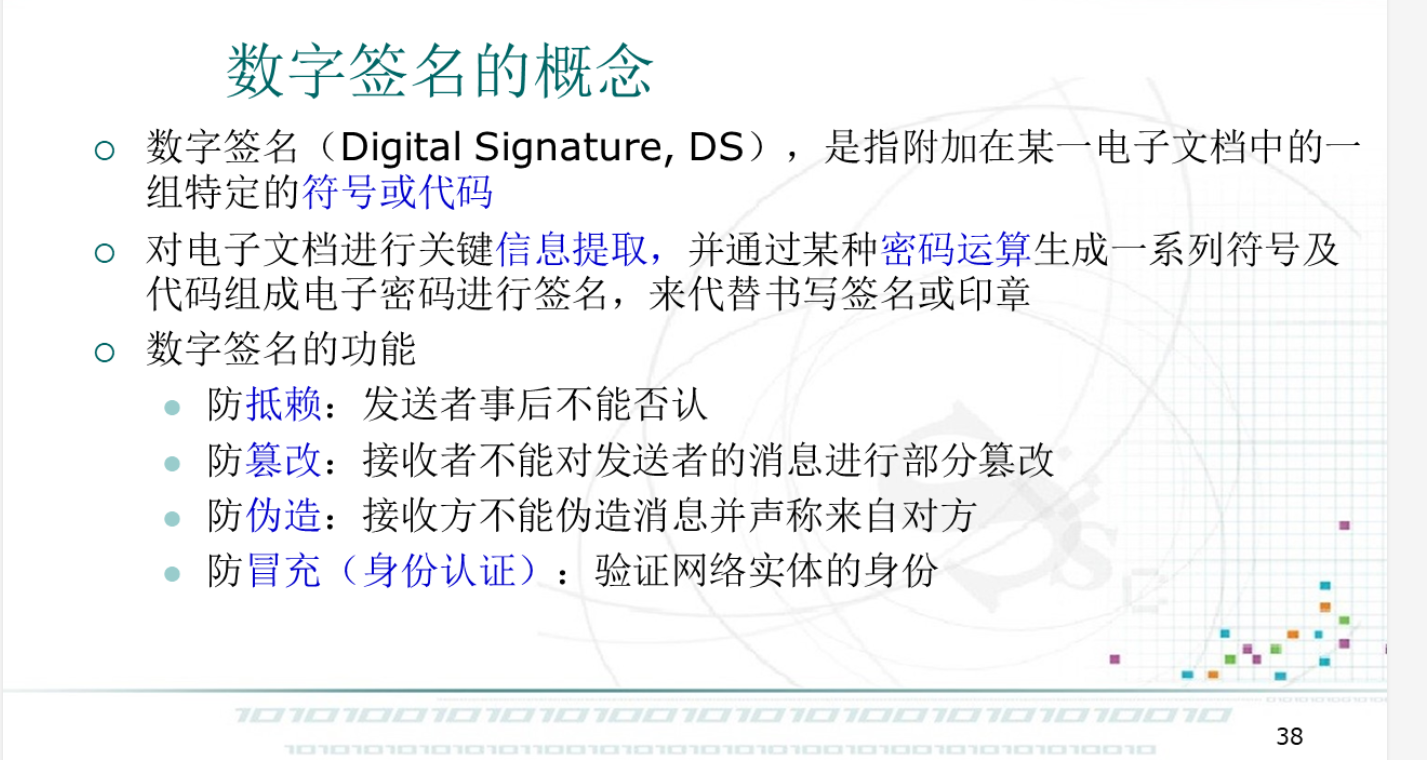 数字签名的概念
数字签名（Digital Signature, DS），是指附加在某一电子文档中的一
组特定的符号或代码
对电子文档进行关键信息提取，并通过某种密码运算生成一系列符号及
代码组成电子密码进行签名，来代替书写签名或印章
数字签名的功能
防抵赖：发送者事后不能否认
防篡改：接收者不能对发送者的消息进行部分篡改
防伪造：接收方不能伪造消息并声称来自对方
防冒充（身份认证）：验证网络实体的身份
38